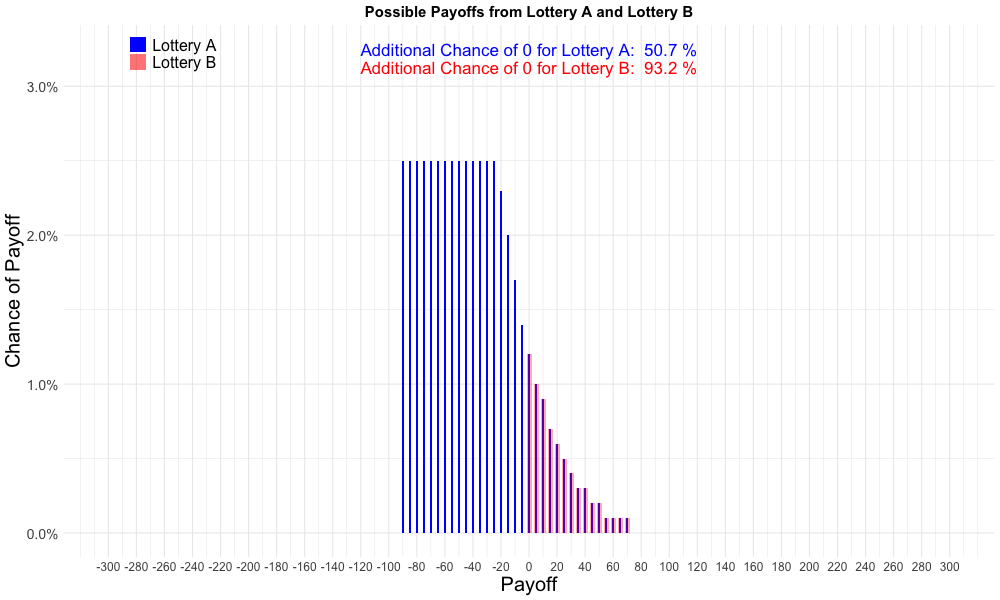 Possible Payoffs from Lottery A and Lottery B
Lottery A
Lottery B
Additional Chance of 0 for Lottery A: 50.7 %
Additional Chance of 0 for Lottery B: 93.2 %
3.0%
2.0%
1.0%
0.0%
Chance of Payoff
-300 -280 -260 -240 -220 -200 -180 -160 -140 -120 -100 -80 -60 -40 -20 0 20 40 60 80 100 120 140 160 180 200 220 240 260 280 300
Payoff